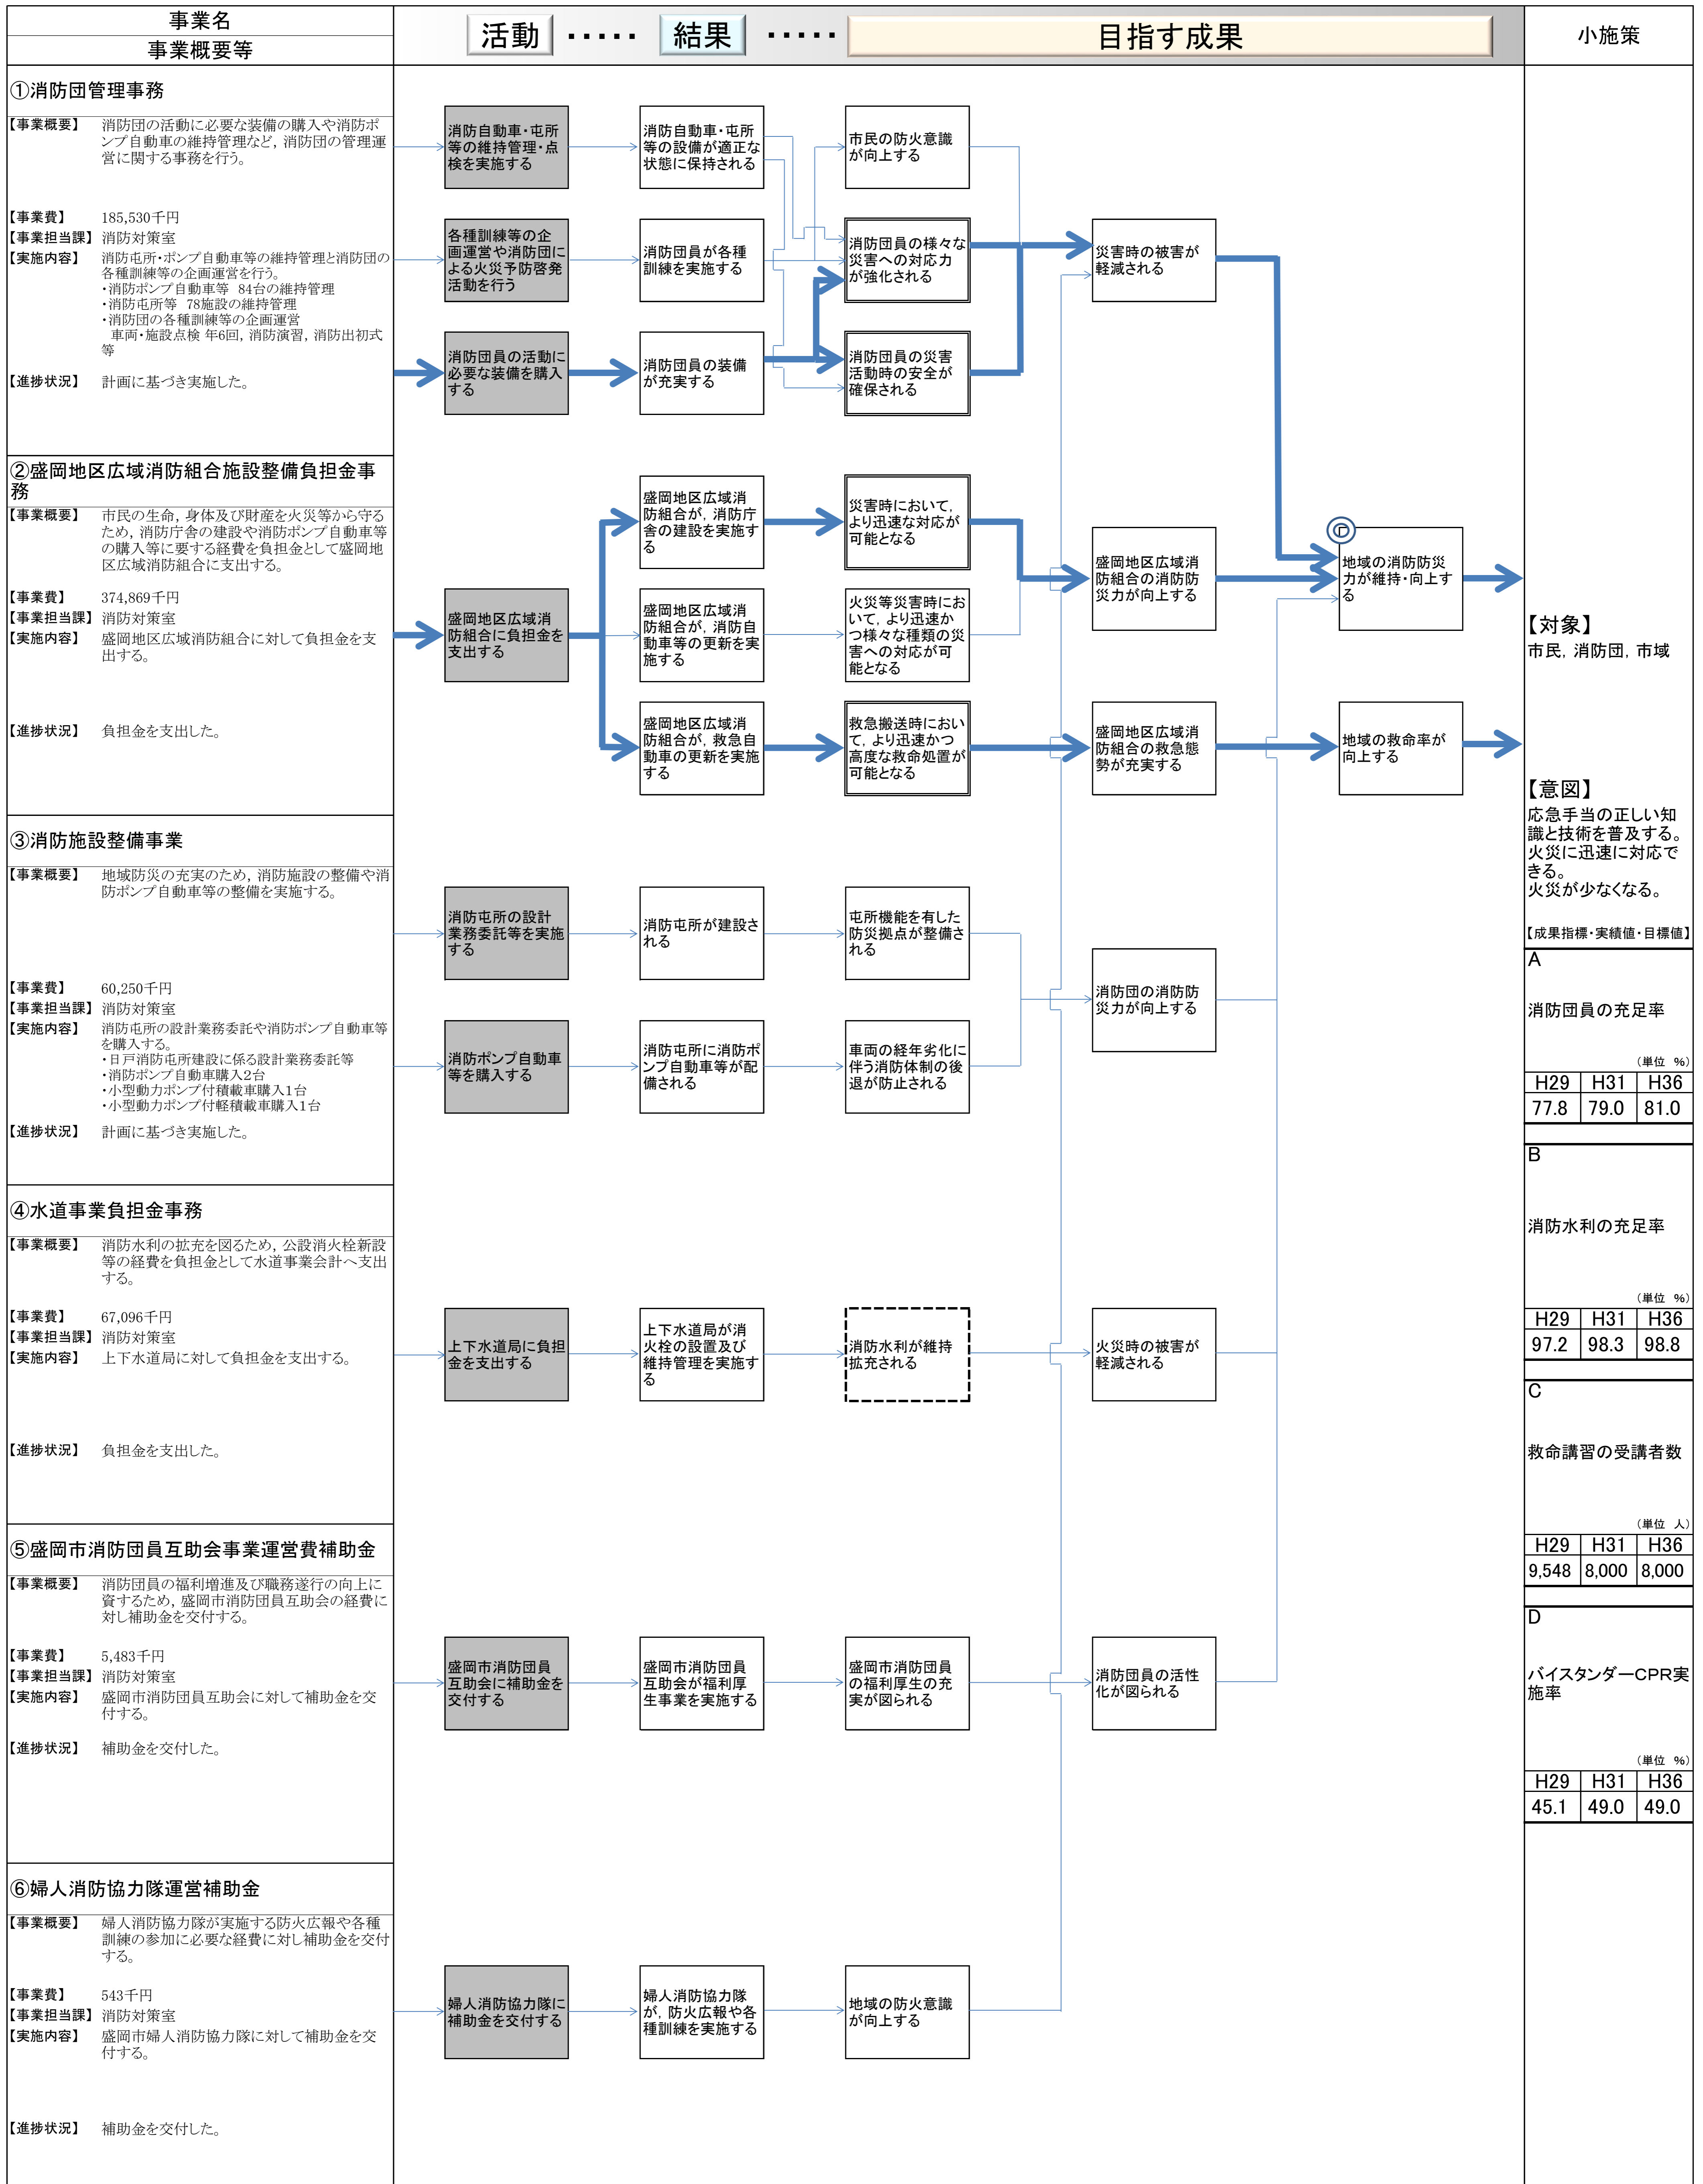 事業名
事業概要等
活動 ・・・・・ 結果 ・・・・・ 目指す成果
小施策
①消防団管理事務
【事業概要】 消防団の活動に必要な装備の購入や消防ポ
ンプ自動車の維持管理など，消防団の管理運
営に関する事務を行う。
【事業費】 185,530千円
【事業担当課】 消防対策室
【実施内容】 消防屯所・ポンプ自動車等の維持管理と消防団の
各種訓練等の企画運営を行う。
・消防ポンプ自動車等 84台の維持管理
・消防屯所等 78施設の維持管理
・消防団の各種訓練等の企画運営
車両・施設点検 年6回，消防演習，消防出初式
等
【進捗状況】 計画に基づき実施した。
消防自動車・屯所
等の維持管理・点
検を実施する
消防自動車・屯所
等の設備が適正な
状態に保持される
市民の防火意識
が向上する
各種訓練等の企
画運営や消防団に
よる火災予防啓発
活動を行う
消防団員が各種
訓練を実施する
消防団員の様々な
災害への対応力
が強化される
災害時の被害が
軽減される
消防団員の活動に
必要な装備を購入
する
消防団員の装備
が充実する
消防団員の災害
活動時の安全が
確保される
②盛岡地区広域消防組合施設整備負担金事
務
【事業概要】 市民の生命，身体及び財産を火災等から守る
ため，消防庁舎の建設や消防ポンプ自動車等
の購入等に要する経費を負担金として盛岡地
区広域消防組合に支出する。
【事業費】 374,869千円
【事業担当課】 消防対策室
【実施内容】 盛岡地区広域消防組合に対して負担金を支
出する。
【進捗状況】 負担金を支出した。
盛岡地区広域消
防組合に負担金を
支出する
盛岡地区広域消
防組合が，消防庁
舎の建設を実施す
る
災害時において，
より迅速な対応が
可能となる
盛岡地区広域消
防組合が，消防自
動車等の更新を実
施する
火災等災害時にお
いて，より迅速か
つ様々な種類の災
害への対応が可
能となる
盛岡地区広域消
防組合が，救急自
動車の更新を実施
する
救急搬送時におい
て，より迅速かつ
高度な救命処置が
可能となる
盛岡地区広域消
防組合の消防防
災力が向上する
盛岡地区広域消
防組合の救急態
勢が充実する
地域の消防防災
力が維持・向上す
る
地域の救命率が
向上する
③消防施設整備事業
【事業概要】 地域防災の充実のため，消防施設の整備や消
防ポンプ自動車等の整備を実施する。
【事業費】 60,250千円
【事業担当課】 消防対策室
【実施内容】 消防屯所の設計業務委託や消防ポンプ自動車等
を購入する。
・日戸消防屯所建設に係る設計業務委託等
・消防ポンプ自動車購入２台
・小型動力ポンプ付積載車購入１台
・小型動力ポンプ付軽積載車購入１台
【進捗状況】 計画に基づき実施した。
消防屯所の設計
業務委託等を実施
する
消防屯所が建設さ
れる
屯所機能を有した
防災拠点が整備さ
れる
消防ポンプ自動車
等を購入する
消防屯所に消防ポ
ンプ自動車等が配
備される
車両の経年劣化に
伴う消防体制の後
退が防止される
消防団の消防防
災力が向上する
④水道事業負担金事務
【事業概要】 消防水利の拡充を図るため，公設消火栓新設
等の経費を負担金として水道事業会計へ支出
する。
【事業費】 67,096千円
【事業担当課】 消防対策室
【実施内容】 上下水道局に対して負担金を支出する。
【進捗状況】 負担金を支出した。
上下水道局に負担
金を支出する
上下水道局が消
火栓の設置及び
維持管理を実施す
る
消防水利が維持
拡充される
火災時の被害が
軽減される
⑤盛岡市消防団員互助会事業運営費補助金
【事業概要】 消防団員の福利増進及び職務遂行の向上に
資するため，盛岡市消防団員互助会の経費に
対し補助金を交付する。
【事業費】 5,483千円
【事業担当課】 消防対策室
【実施内容】 盛岡市消防団員互助会に対して補助金を交
付する。
【進捗状況】 補助金を交付した。
盛岡市消防団員
互助会に補助金を
交付する
盛岡市消防団員
互助会が福利厚
生事業を実施する
盛岡市消防団員
の福利厚生の充
実が図られる
消防団員の活性
化が図られる
⑥婦人消防協力隊運営補助金
【事業概要】 婦人消防協力隊が実施する防火広報や各種
訓練の参加に必要な経費に対し補助金を交付
する。
【事業費】 543千円
【事業担当課】 消防対策室
【実施内容】 盛岡市婦人消防協力隊に対して補助金を交
付する。
【進捗状況】 補助金を交付した。
婦人消防協力隊に
補助金を交付する
婦人消防協力隊
が，防火広報や各
種訓練を実施する
地域の防火意識
が向上する
【対象】
市民，消防団，市域
【意図】
応急手当の正しい知
識と技術を普及する。
火災に迅速に対応で
きる。
火災が少なくなる。
【成果指標・実績値・目標値】
A
消防団員の充足率
（単位 %）
H29 H31 H36
77.8 79.0 81.0
B
消防水利の充足率
（単位 %）
H29 H31 H36
97.2 98.3 98.8
C
救命講習の受講者数
（単位 人）
H29 H31 H36
9,548 8,000 8,000
D
バイスタンダーCPR実
施率
（単位 %）
H29 H31 H36
45.1 49.0 49.0